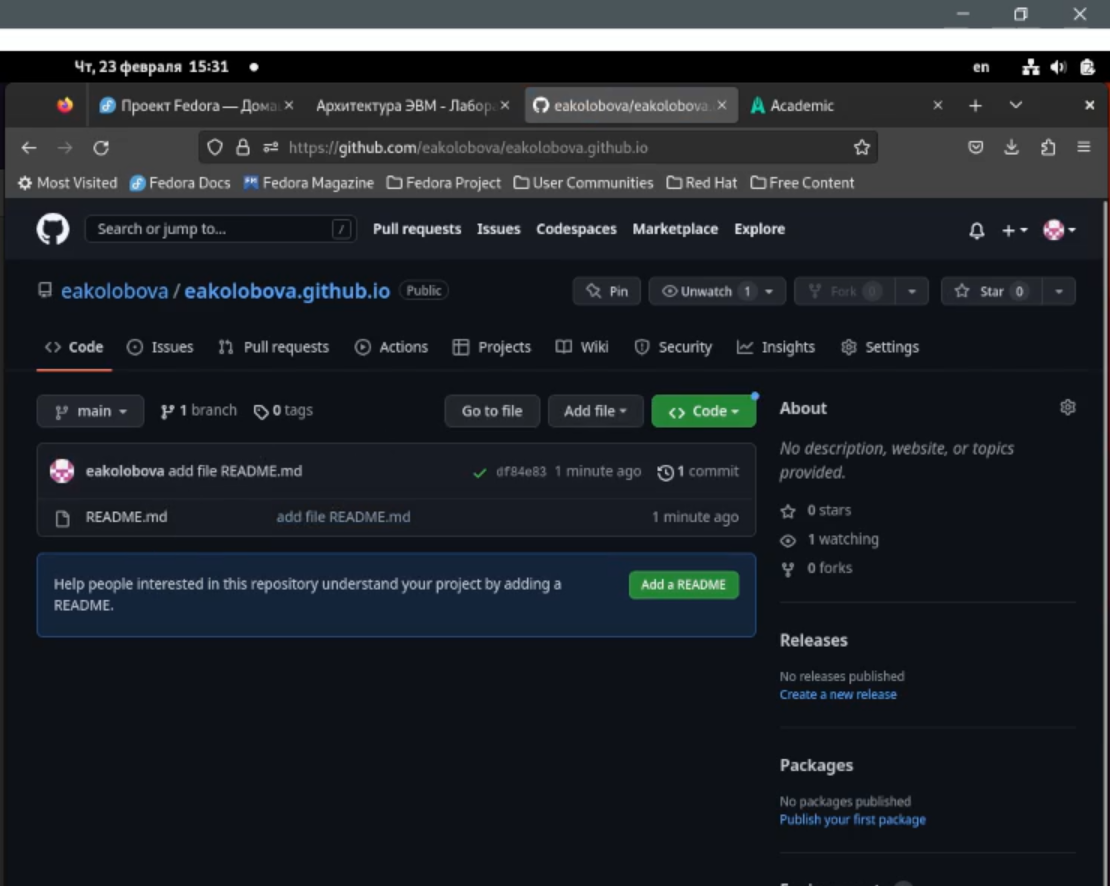 Чт, 23 февраля 15:31
en
Проект Fedora — Дома
Архитектура ЭВМ - Лабор
eakolobova/eakolobova.
Academic
https://github.com/eakolobova/eakolobova.github.io
Most Visited Fedora Docs Fedora Magazine Fedora Project User Communities Red Hat Free Content
Search or jump to... / Pull requests Issues Codespaces Marketplace Explore
eakolobova / eakolobova.github.io Public Pin Unwatch 1 Fork 0 Star 0
Code Issues Pull requests Actions Projects Wiki Security Insights Settings
main 1 branch 0 tags Go to file Add file Code
eakolobova add file README.md df84e83 1 minute ago 1 commit
README.md add file README.md 1 minute ago
Help people interested in this repository understand your project by adding a
README.
Add a README
About
No description, website, or topics
provided.
0 stars
1 watching
0 forks
Releases
No releases published
Create a new release
Packages
No packages published
Publish your first package